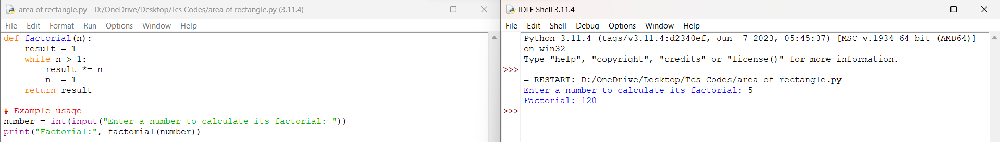 area of rectangle.py - D:/OneDrive/Desktop/Tcs Codes/area of rectangle.py (3.11.4)
File Edit Format Run Options Window Help
def factorial(n):
    result = 1
    while n > 1:
        result *= n
        n -= 1
    return result

# Example usage
number = int(input("Enter a number to calculate its factorial: "))
print("Factorial:", factorial(number))
IDLE Shell 3.11.4
File Edit Shell Debug Options Window Help
Python 3.11.4 (tags/v3.11.4:d2340ef, Jun  7 2023, 05:45:37) [MSC v.1934 64 bit (AMD64)]
on win32
Type "help", "copyright", "credits" or "license()" for more information.
>>>
= RESTART: D:/OneDrive/Desktop/Tcs Codes/area of rectangle.py
Enter a number to calculate its factorial: 5
Factorial: 120
>>>